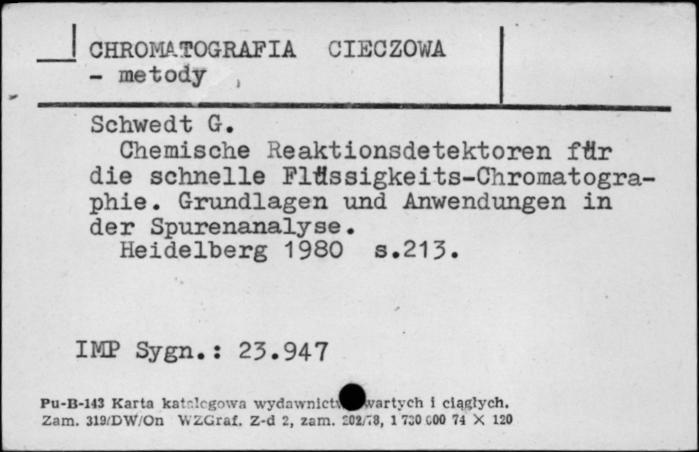 CHROMATOGRAFIA CIECZOWA
- metody
Schwedt G.
Chemische Reaktionsdetektoren für
die schnelle Flüssigkeits-Chromatogra-
phie. Grundlagen und Anwendungen in
der Spurenanalyse.
Heidelberg 1980 s.213.
IMP Sygn.: 23.947
Pu-B-143 Karta katalogowa wydawnictw zwartych i ciągłych.
Zam. 319/DW/On WZGraf. Z-d 2, zam. 202/78, 1 730 000 74 × 120